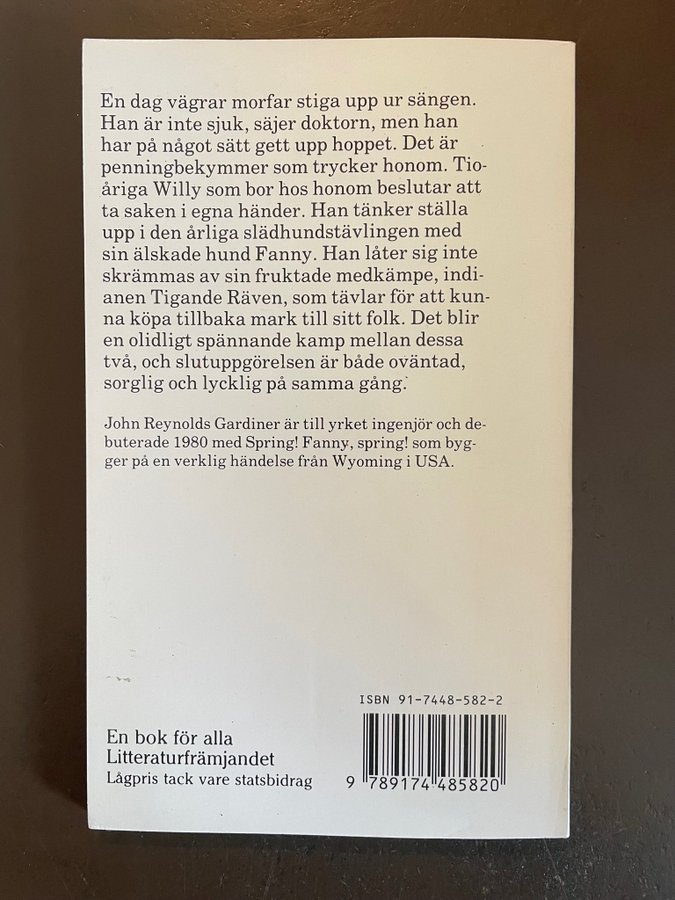 En dag vägrar morfar stiga upp ur sängen.
Han är inte sjuk, säjer doktorn, men han
har på något sätt gett upp hoppet. Det är
penningbekymmer som trycker honom. Tio-
åriga Willy som bor hos honom beslutar att
ta saken i egna händer. Han tänker ställa
upp i den årliga slädhundstävlingen med
sin älskade hund Fanny. Han låter sig inte
skrämmas av sin fruktade medkämpe, indi-
anen Tigande Räven, som tävlar för att kun-
na köpa tillbaka mark till sitt folk. Det blir
en olidligt spännande kamp mellan dessa
två, och slutuppgörelsen är både oväntad,
sorglig och lycklig på samma gång.
John Reynolds Gardiner är till yrket ingenjör och de-
buterade 1980 med Spring! Fanny, spring! som byg-
ger på en verklig händelse från Wyoming i USA.
ISBN 91-7448-582-2
En bok för alla
Litteraturfrämjandet
Lågpris tack vare statsbidrag
9 789174 485820